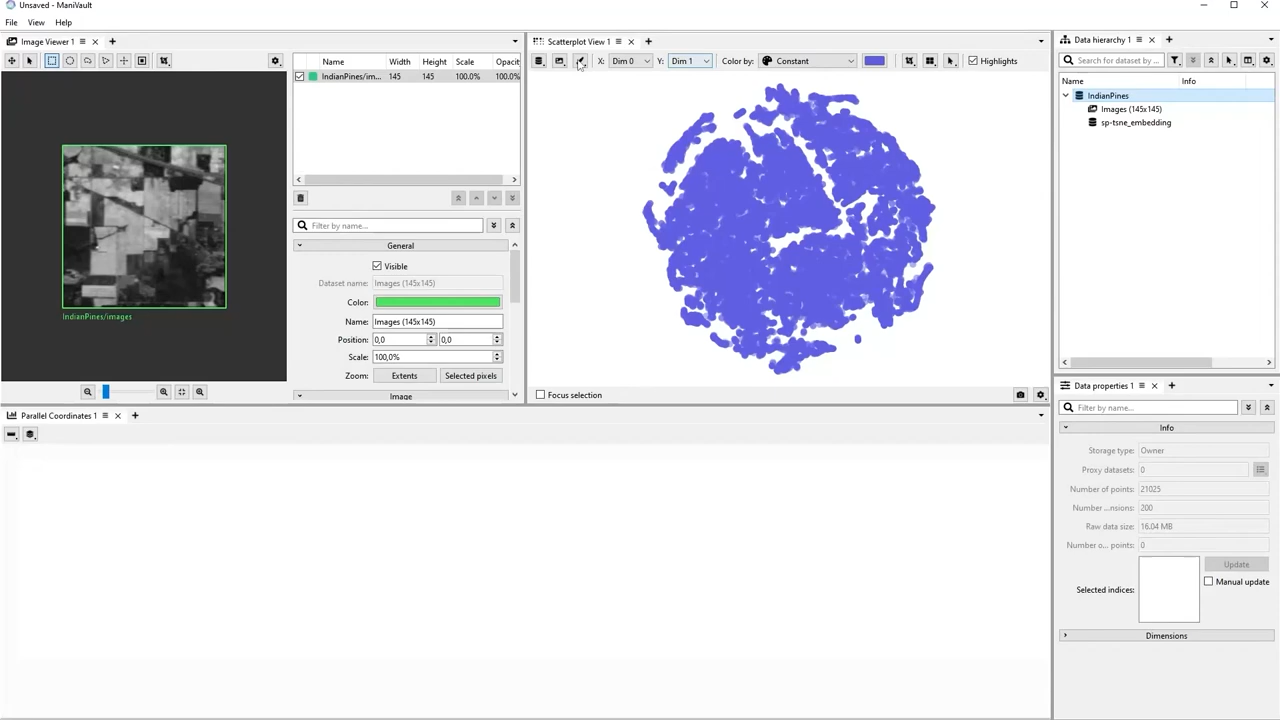 Unsaved - ManiVault
File View Help
Image Viewer 1
Name Width Height Scale Opacity
IndianPines/im... 145 145 100.0% 100.0%
Filter by name...
General
Visible
Dataset name: Images (145x145)
Color:
Name: Images (145x145)
Position: 0,0 0,0
Scale: 100,0%
Zoom: Extents Selected pixels
Image
IndianPines/images
Scatterplot View 1
X: Dim 0 Y: Dim 1 Color by: Constant Highlights
Focus selection
Parallel Coordinates 1
Data hierarchy 1
Search for dataset by ...
Name Info
IndianPines
Images (145x145)
sp-tsne_embedding
Data properties 1
Filter by name...
Info
Storage type: Owner
Proxy datasets: 0
Number of points: 21025
Number ...nsions: 200
Raw data size: 16.04 MB
Number o... points: 0
Selected indices:
Update
Manual update
Dimensions